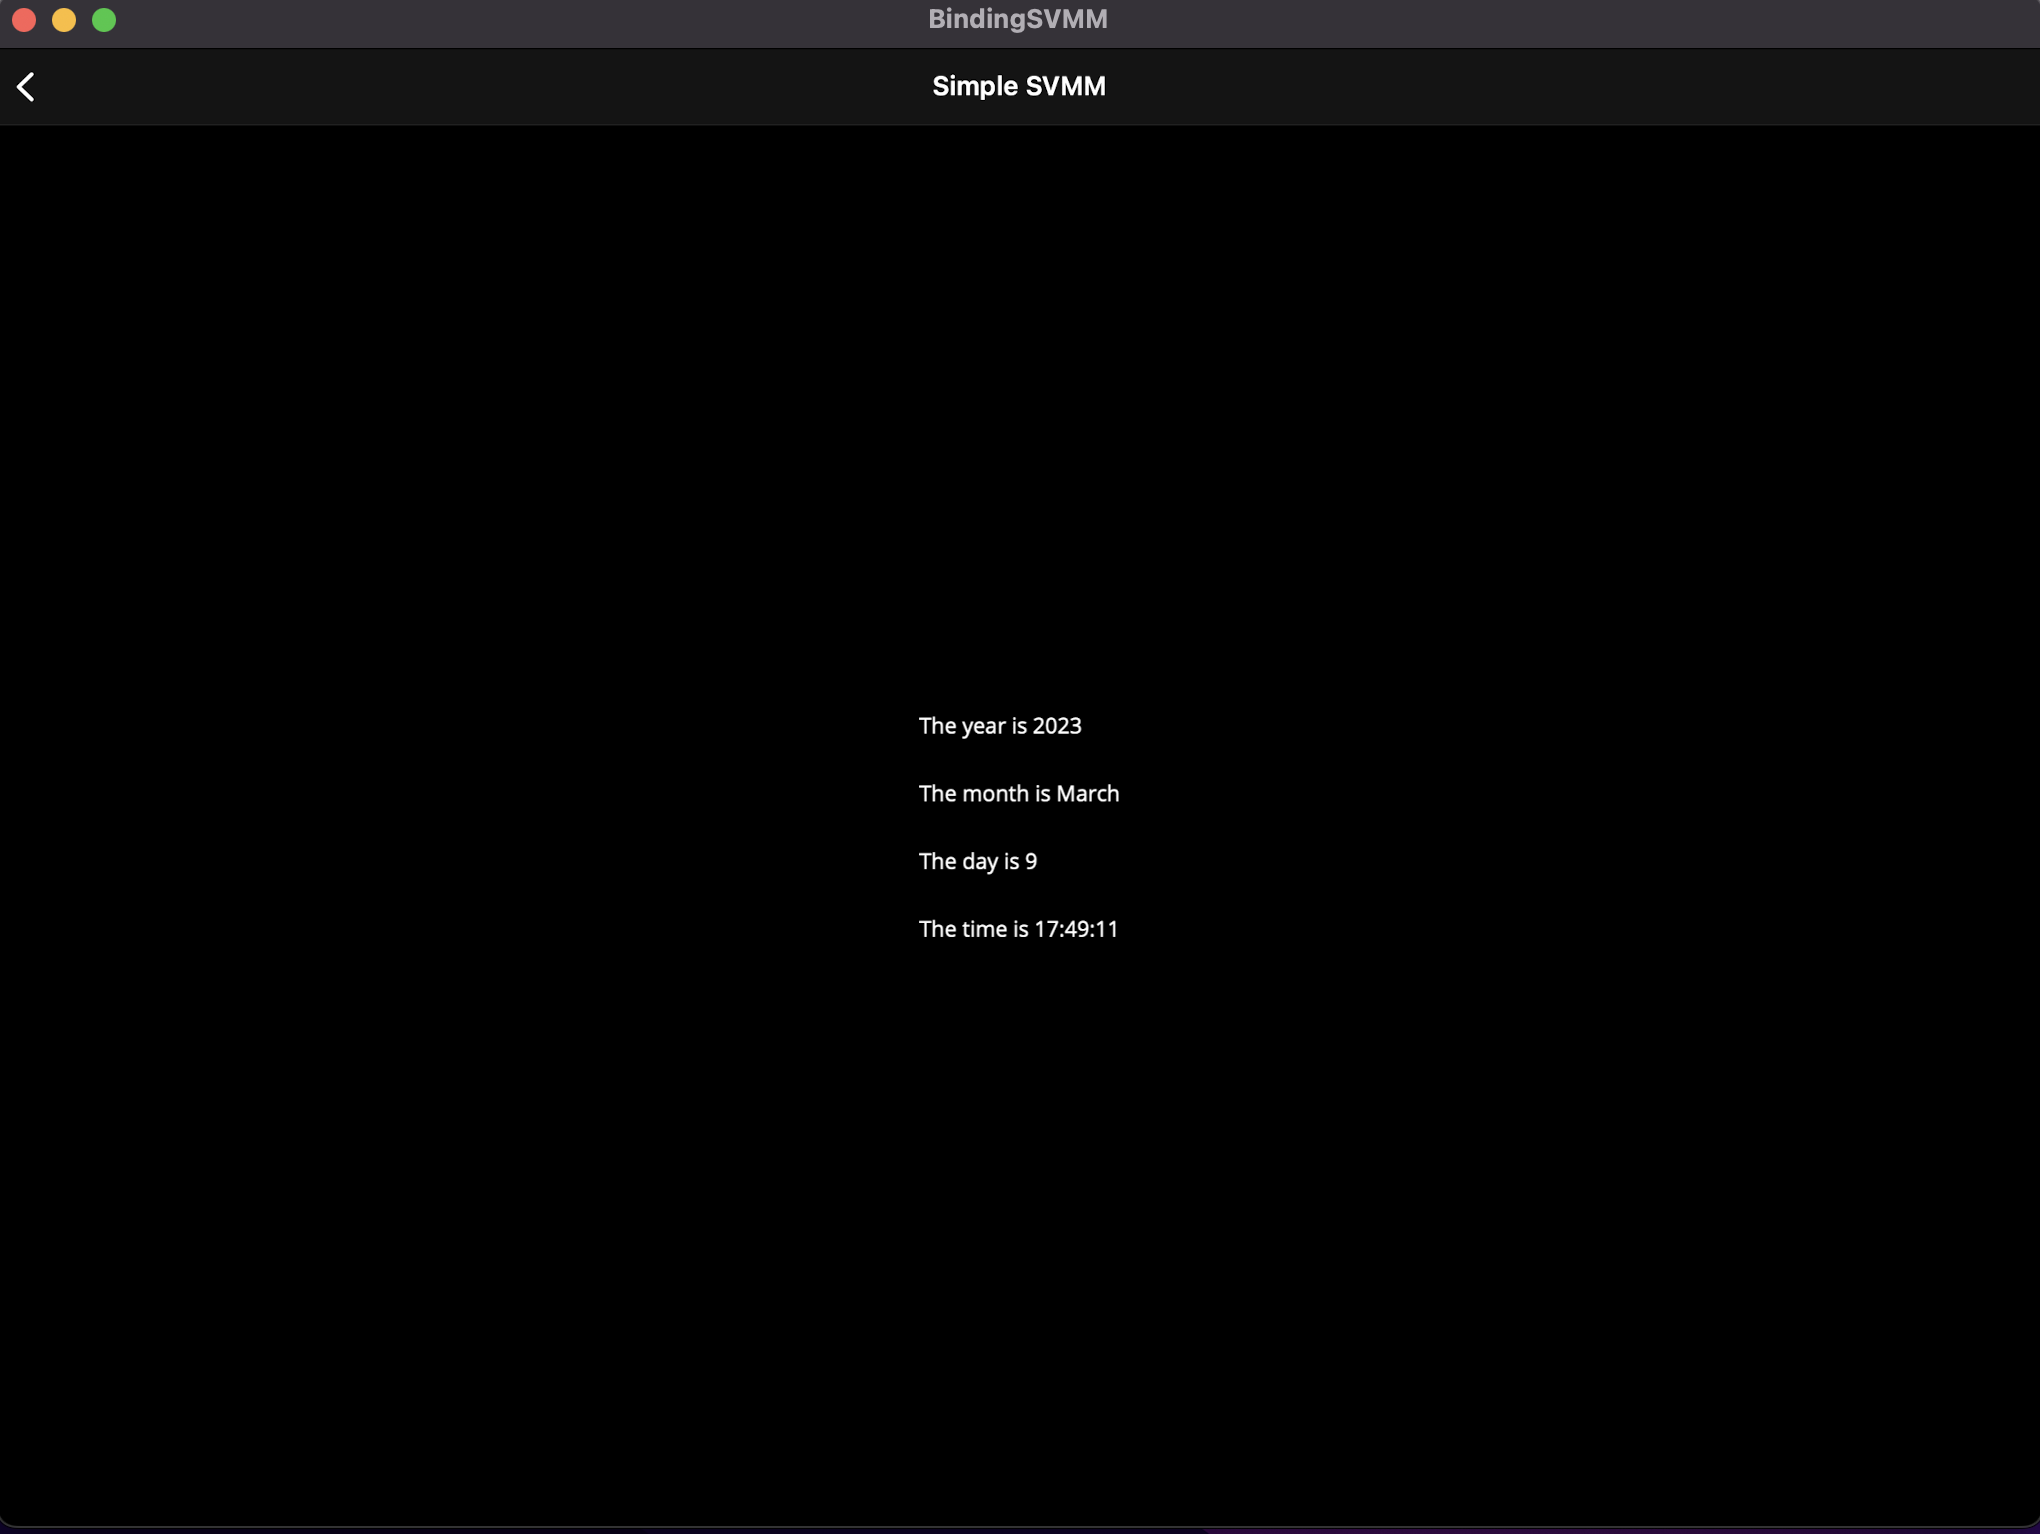 BindingSVMM
Simple SVMM
The year is 2023
The month is March
The day is 9
The time is 17:49:11